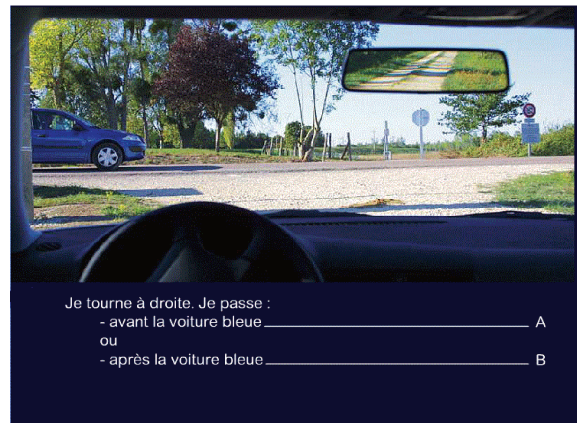 Je tourne à droite. Je passe :
- avant la voiture bleue A
ou
- après la voiture bleue B